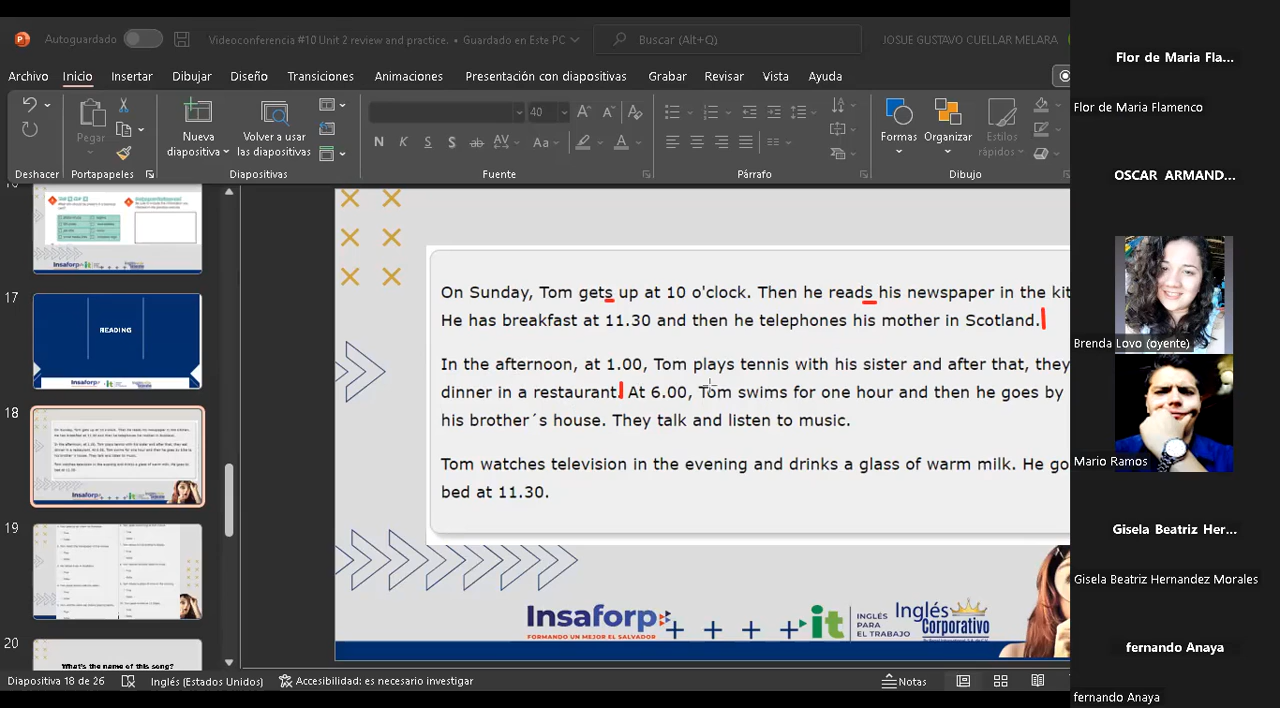 Autoguardado
Videoconferencia #10 Unit 2 review and practice. • Guardado en Este PC
Buscar (Alt+Q)
JOSUE GUSTAVO CUELLAR MELARA
Archivo Inicio Insertar Dibujar Diseño Transiciones Animaciones Presentación con diapositivas Grabar Revisar Vista Ayuda
40
Pegar
Nueva diapositiva
Volver a usar las diapositivas
N K S S ab AV Aa A
Formas Organizar Estilos rápidos
Deshacer Portapapeles Diapositivas Fuente Párrafo Dibujo
17
READING
18
19
20
What's the name of this song?
On Sunday, Tom gets up at 10 o'clock. Then he reads his newspaper in the kit
He has breakfast at 11.30 and then he telephones his mother in Scotland.
In the afternoon, at 1.00, Tom plays tennis with his sister and after that, they
dinner in a restaurant. At 6.00, Tom swims for one hour and then he goes by
his brother´s house. They talk and listen to music.
Tom watches television in the evening and drinks a glass of warm milk. He go
bed at 11.30.
Insaforp
FORMANDO UN MEJOR EL SALVADOR
it
INGLÉS
PARA
EL TRABAJO
Inglés
Corporativo
Diapositiva 18 de 26
Inglés (Estados Unidos)
Accesibilidad: es necesario investigar
Notas
Flor de Maria Fla...
Flor de Maria Flamenco
OSCAR ARMAND...
Brenda Lovo (oyente)
Mario Ramos
Gisela Beatriz Her...
Gisela Beatriz Hernandez Morales
fernando Anaya
fernando Anaya